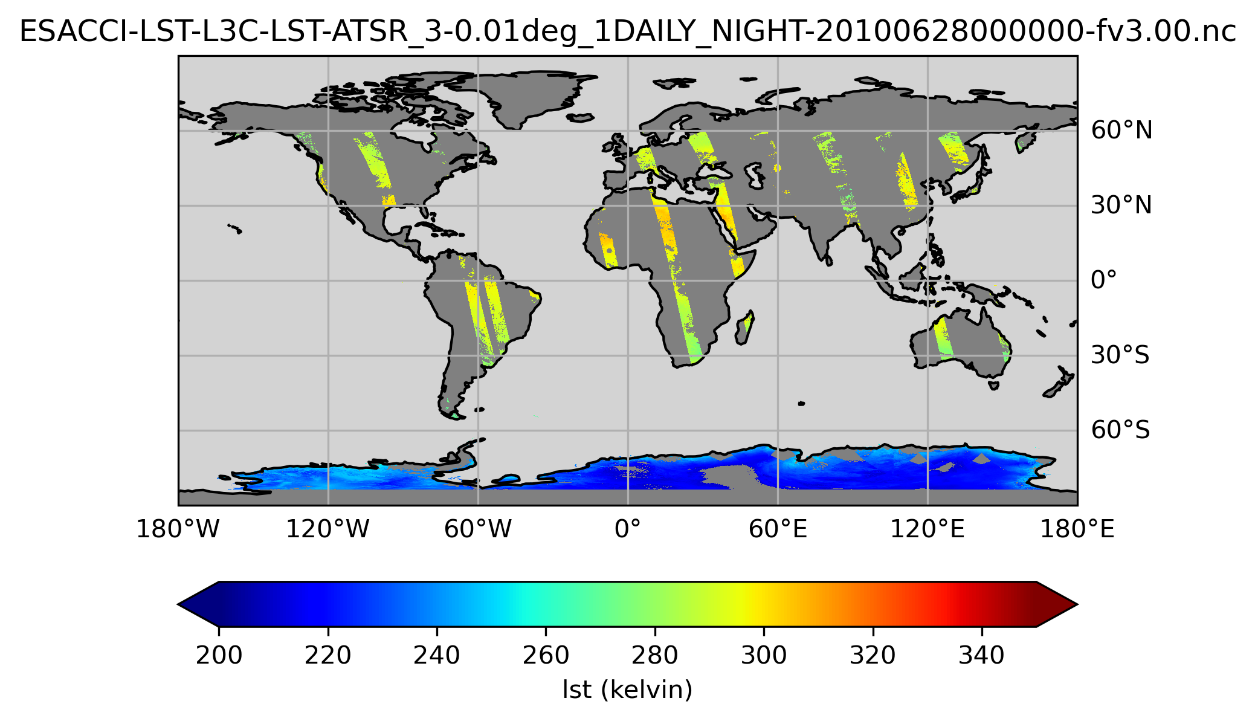 ESACCI-LST-L3C-LST-ATSR_3-0.01deg_1DAILY_NIGHT-20100628000000-fv3.00.nc
60°N
30°N
0°
30°S
60°S
180°W 120°W 60°W 0° 60°E 120°E 180°E
200 220 240 260 280 300 320 340
lst (kelvin)